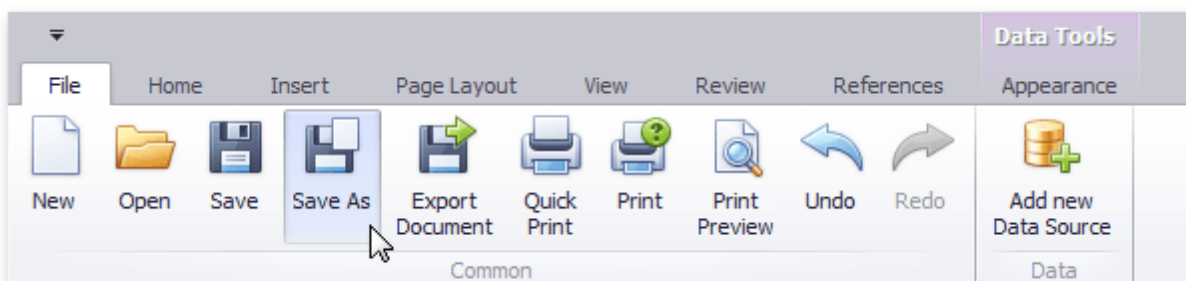 Data Tools
File Home Insert Page Layout View Review References Appearance
New Open Save Save As Export Document Quick Print Print Print Preview Undo Redo Add new Data Source
Common Data